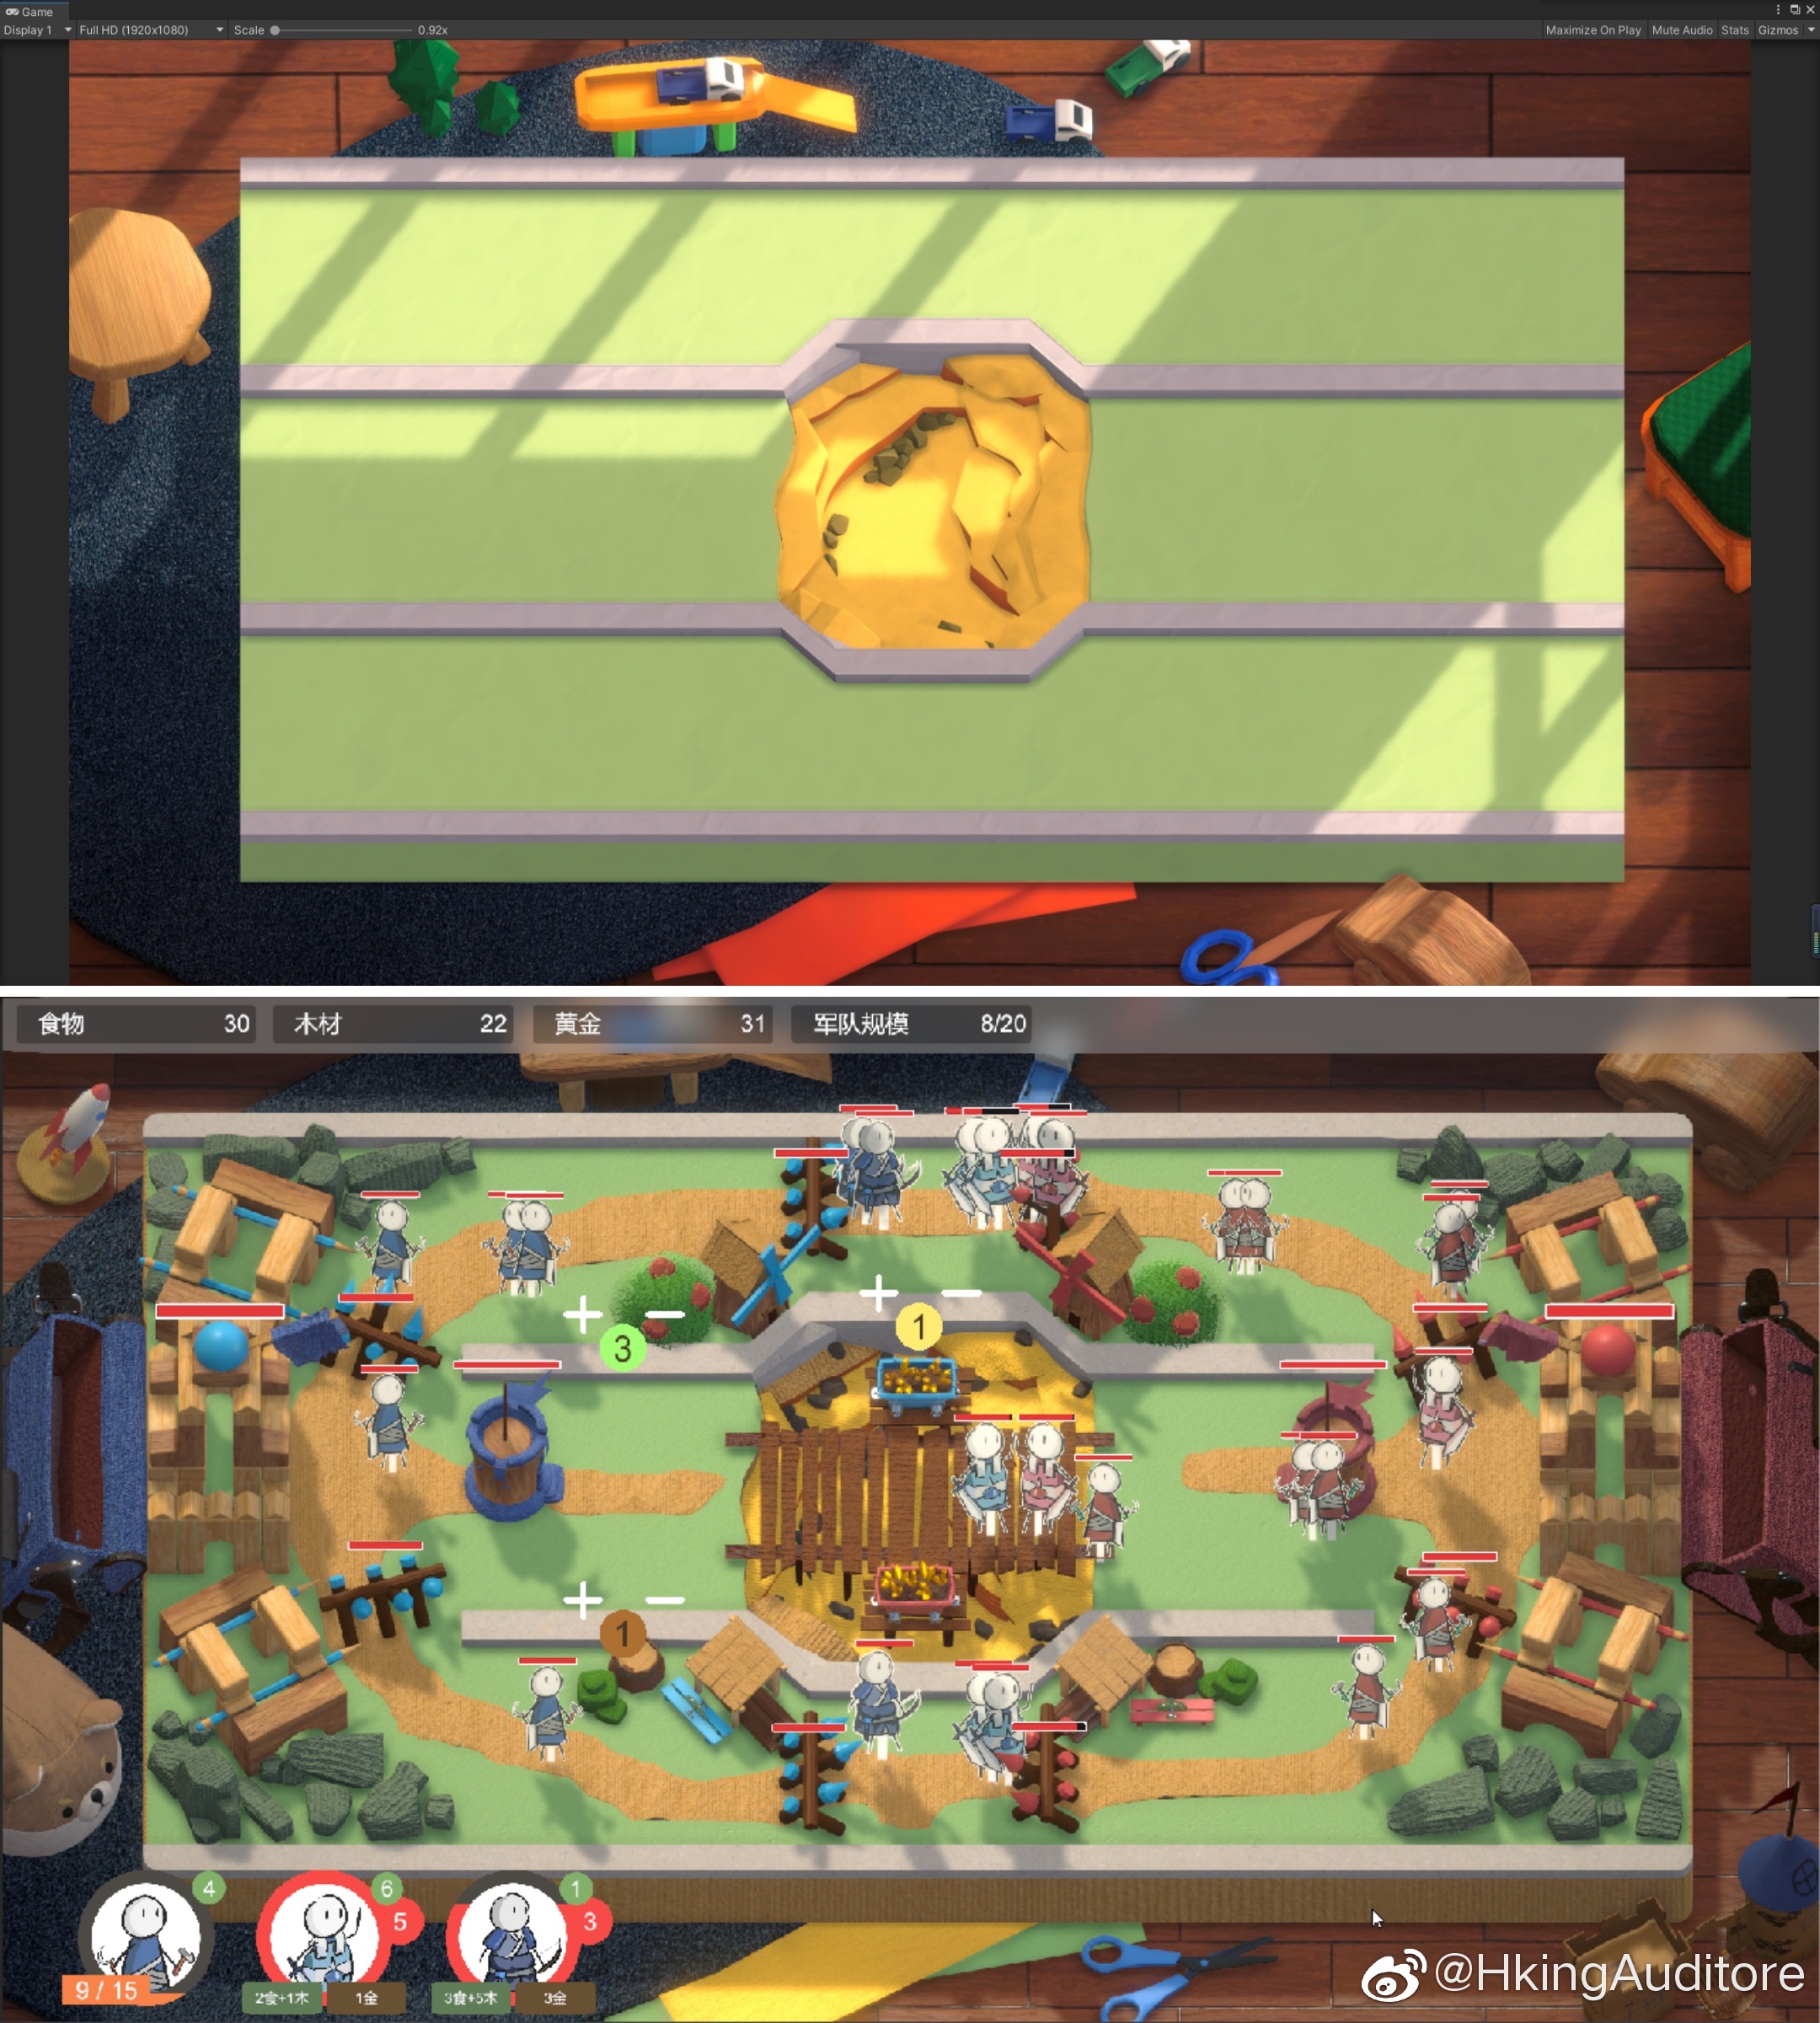 Game
Display 1 Full HD (1920x1080) Scale 0.92x Maximize On Play Mute Audio Stats Gizmos
食物 30 木材 22 黄金 31 军队规模 8/20
1
3
1
4 6 1
5 3
9 / 15
2食+1木 1金 3食+5木 3金
@HkingAuditore